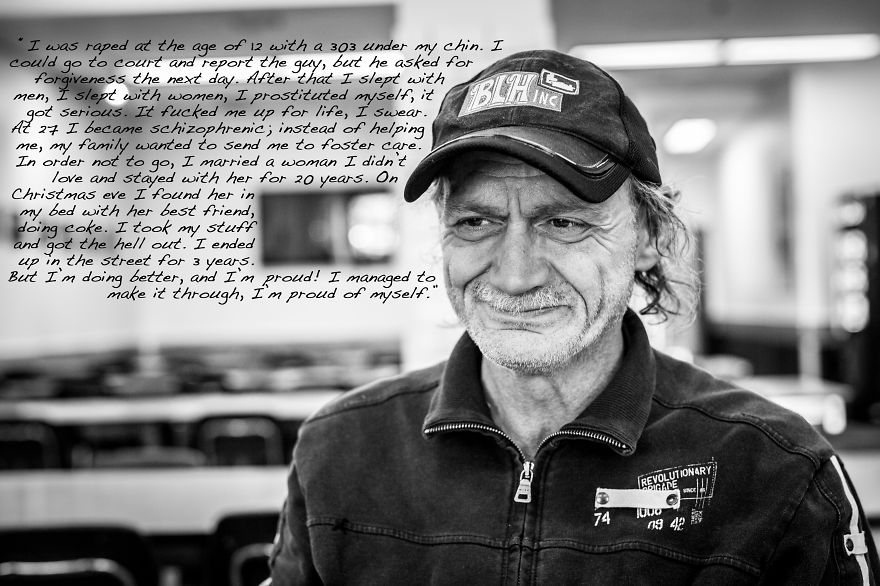 "I was raped at the age of 12 with a 303 under my chin. I
could go to court and report the guy, but he asked for
forgiveness the next day. After that I slept with
men, I slept with women, I prostituted myself, it
got serious. It fucked me up for life, I swear.
At 27 I became schizophrenic; instead of helping
me, my family wanted to send me to foster care.
In order not to go, I married a woman I didn't
love and stayed with her for 20 years. On
Christmas eve I found her in
my bed with her best friend,
doing coke. I took my stuff
and got the hell out. I ended
up in the street for 3 years.
But I'm doing better, and I'm proud! I managed to
make it through, I'm proud of myself."
BLH
INC
REVOLUTIONARY
BRIGADE
74
09 42